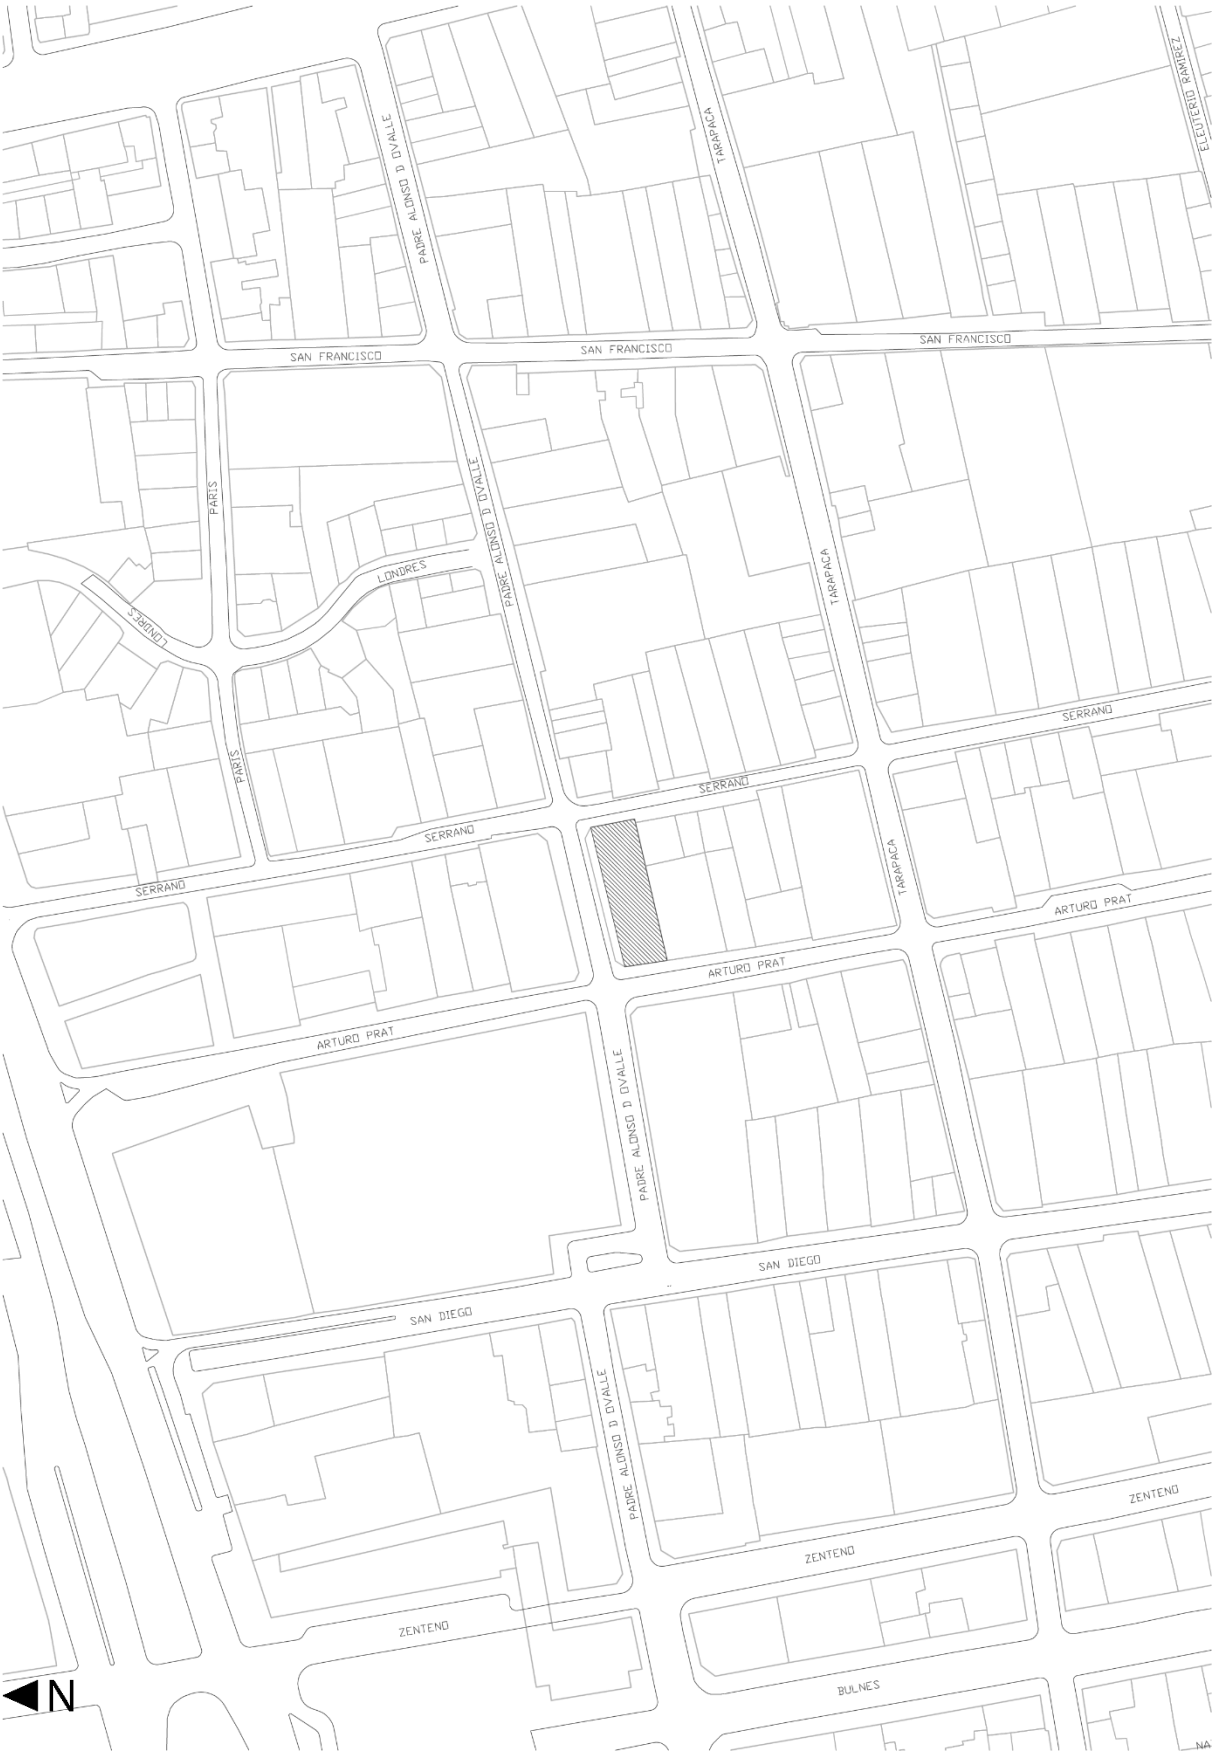 ELEUTERIO RAMIREZ
TARAPACA
PADRE ALONSO D OVALLE
SAN FRANCISCO
SAN FRANCISCO
SAN FRANCISCO
PARIS
PADRE ALONSO D OVALLE
LONDRES
TARAPACA
LONDRES
SERRANO
PARIS
SERRANO
SERRANO
SERRANO
TARAPACA
ARTURO PRAT
ARTURO PRAT
ARTURO PRAT
PADRE ALONSO D OVALLE
SAN DIEGO
SAN DIEGO
PADRE ALONSO D OVALLE
ZENTENO
ZENTENO
ZENTENO
BULNES
N
NA